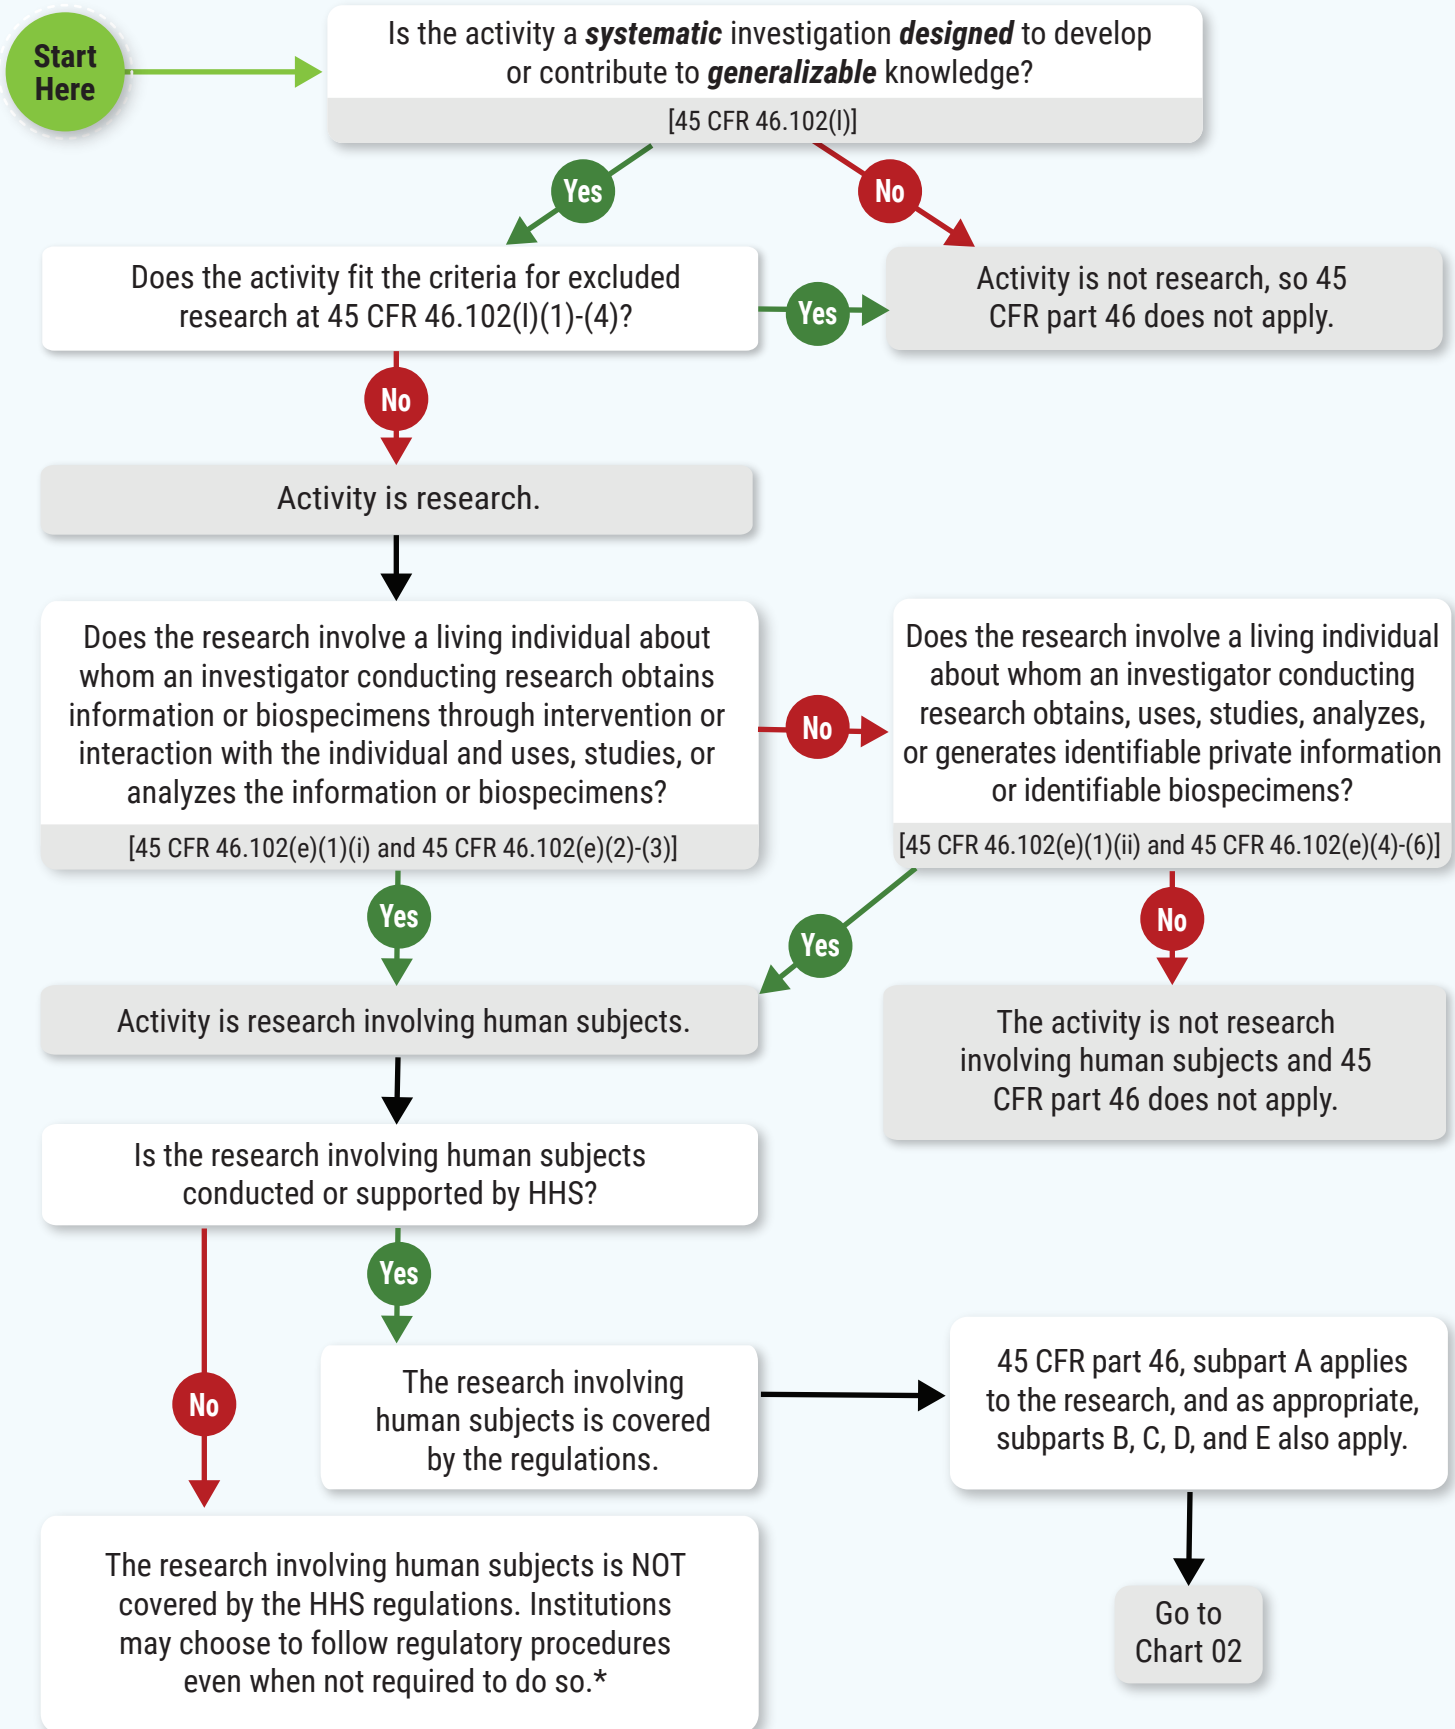 Start
Here
Is the activity a systematic investigation designed to develop
or contribute to generalizable knowledge?
[45 CFR 46.102(l)]
Yes
No
Does the activity fit the criteria for excluded
research at 45 CFR 46.102(l)(1)-(4)?
Yes
Activity is not research, so 45
CFR part 46 does not apply.
No
Activity is research.
Does the research involve a living individual about
whom an investigator conducting research obtains
information or biospecimens through intervention or
interaction with the individual and uses, studies, or
analyzes the information or biospecimens?
[45 CFR 46.102(e)(1)(i) and 45 CFR 46.102(e)(2)-(3)]
No
Does the research involve a living individual
about whom an investigator conducting
research obtains, uses, studies, analyzes,
or generates identifiable private information
or identifiable biospecimens?
[45 CFR 46.102(e)(1)(ii) and 45 CFR 46.102(e)(4)-(6)]
Yes
Yes
No
Activity is research involving human subjects.
The activity is not research
involving human subjects and 45
CFR part 46 does not apply.
Is the research involving human subjects
conducted or supported by HHS?
Yes
No
The research involving
human subjects is covered
by the regulations.
45 CFR part 46, subpart A applies
to the research, and as appropriate,
subparts B, C, D, and E also apply.
The research involving human subjects is NOT
covered by the HHS regulations. Institutions
may choose to follow regulatory procedures
even when not required to do so.*
Go to
Chart 02